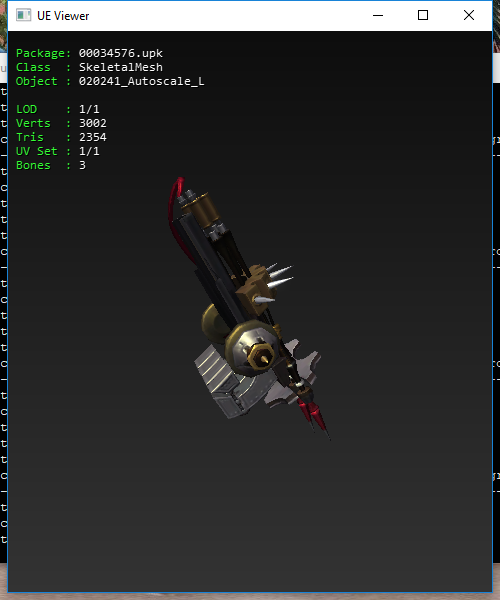 UE Viewer
Package: 00034576.upk
Class : SkeletalMesh
Object : 020241_Autoscale_L
LOD : 1/1
Verts : 3002
Tris : 2354
UV Set : 1/1
Bones : 3